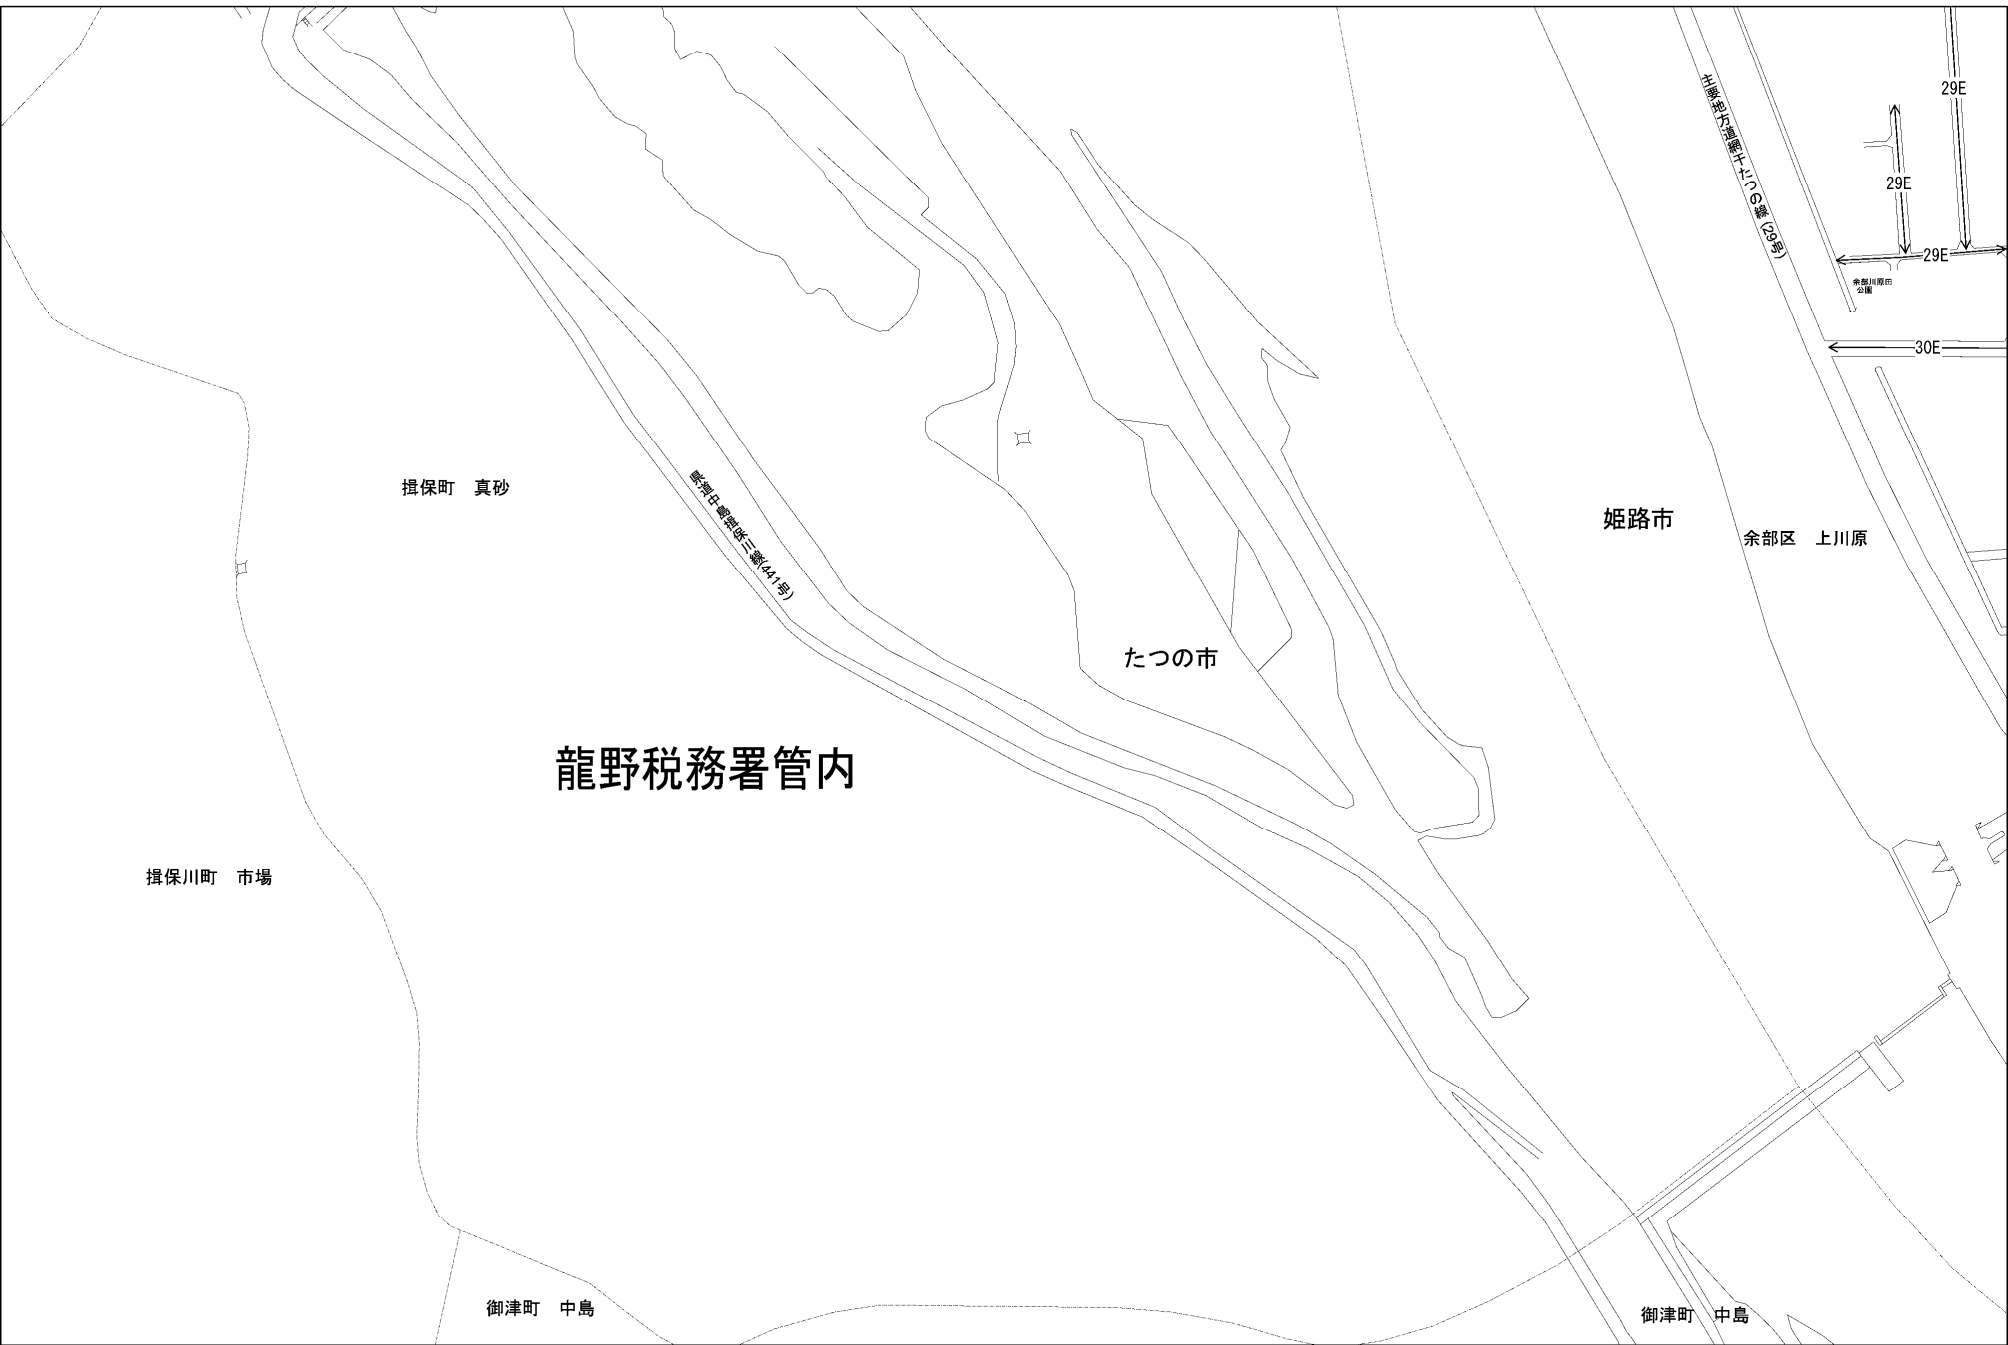 主要地方道網干たつの線(29号)
29E
29E
29E
余部川原田
公園
30E
揖保町　真砂
県道中島揖保川線(441号)
姫路市
余部区　上川原
たつの市
龍野税務署管内
揖保川町　市場
御津町　中島
御津町　中島